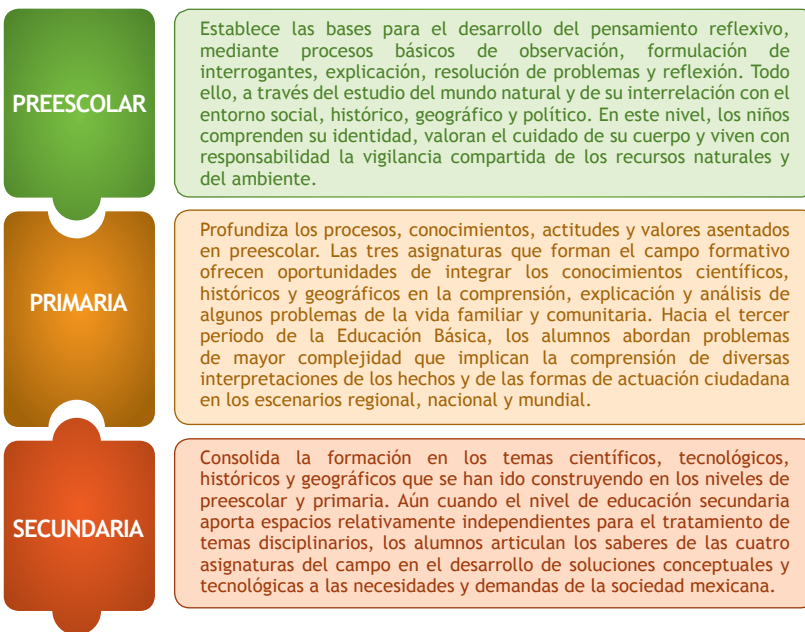 PREESCOLAR
Establece las bases para el desarrollo del pensamiento reflexivo,
mediante procesos básicos de observación, formulación de
interrogantes, explicación, resolución de problemas y reflexión. Todo
ello, a través del estudio del mundo natural y de su interrelación con el
entorno social, histórico, geográfico y político. En este nivel, los niños
comprenden su identidad, valoran el cuidado de su cuerpo y viven con
responsabilidad la vigilancia compartida de los recursos naturales y
del ambiente.
PRIMARIA
Profundiza los procesos, conocimientos, actitudes y valores asentados
en preescolar. Las tres asignaturas que forman el campo formativo
ofrecen oportunidades de integrar los conocimientos científicos,
históricos y geográficos en la comprensión, explicación y análisis de
algunos problemas de la vida familiar y comunitaria. Hacia el tercer
periodo de la Educación Básica, los alumnos abordan problemas
de mayor complejidad que implican la comprensión de diversas
interpretaciones de los hechos y de las formas de actuación ciudadana
en los escenarios regional, nacional y mundial.
SECUNDARIA
Consolida la formación en los temas científicos, tecnológicos,
históricos y geográficos que se han ido construyendo en los niveles de
preescolar y primaria. Aún cuando el nivel de educación secundaria
aporta espacios relativamente independientes para el tratamiento de
temas disciplinarios, los alumnos articulan los saberes de las cuatro
asignaturas del campo en el desarrollo de soluciones conceptuales y
tecnológicas a las necesidades y demandas de la sociedad mexicana.